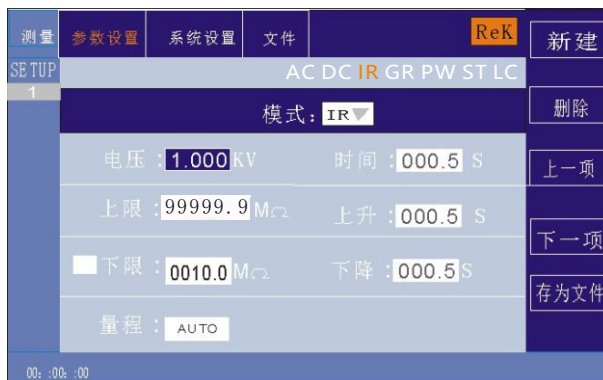 测量 参数设置 系统设置 文件 ReK 新建
SETUP AC DC IR GR PW ST LC
1
模式：IR
删除
电压：1.000 KV 时间：000.5 S
上一项
上限：99999.9 MΩ 上升：000.5 S
下一项
下限：0010.0 MΩ 下降：000.5 S
存为文件
量程：AUTO
00: :00: :00